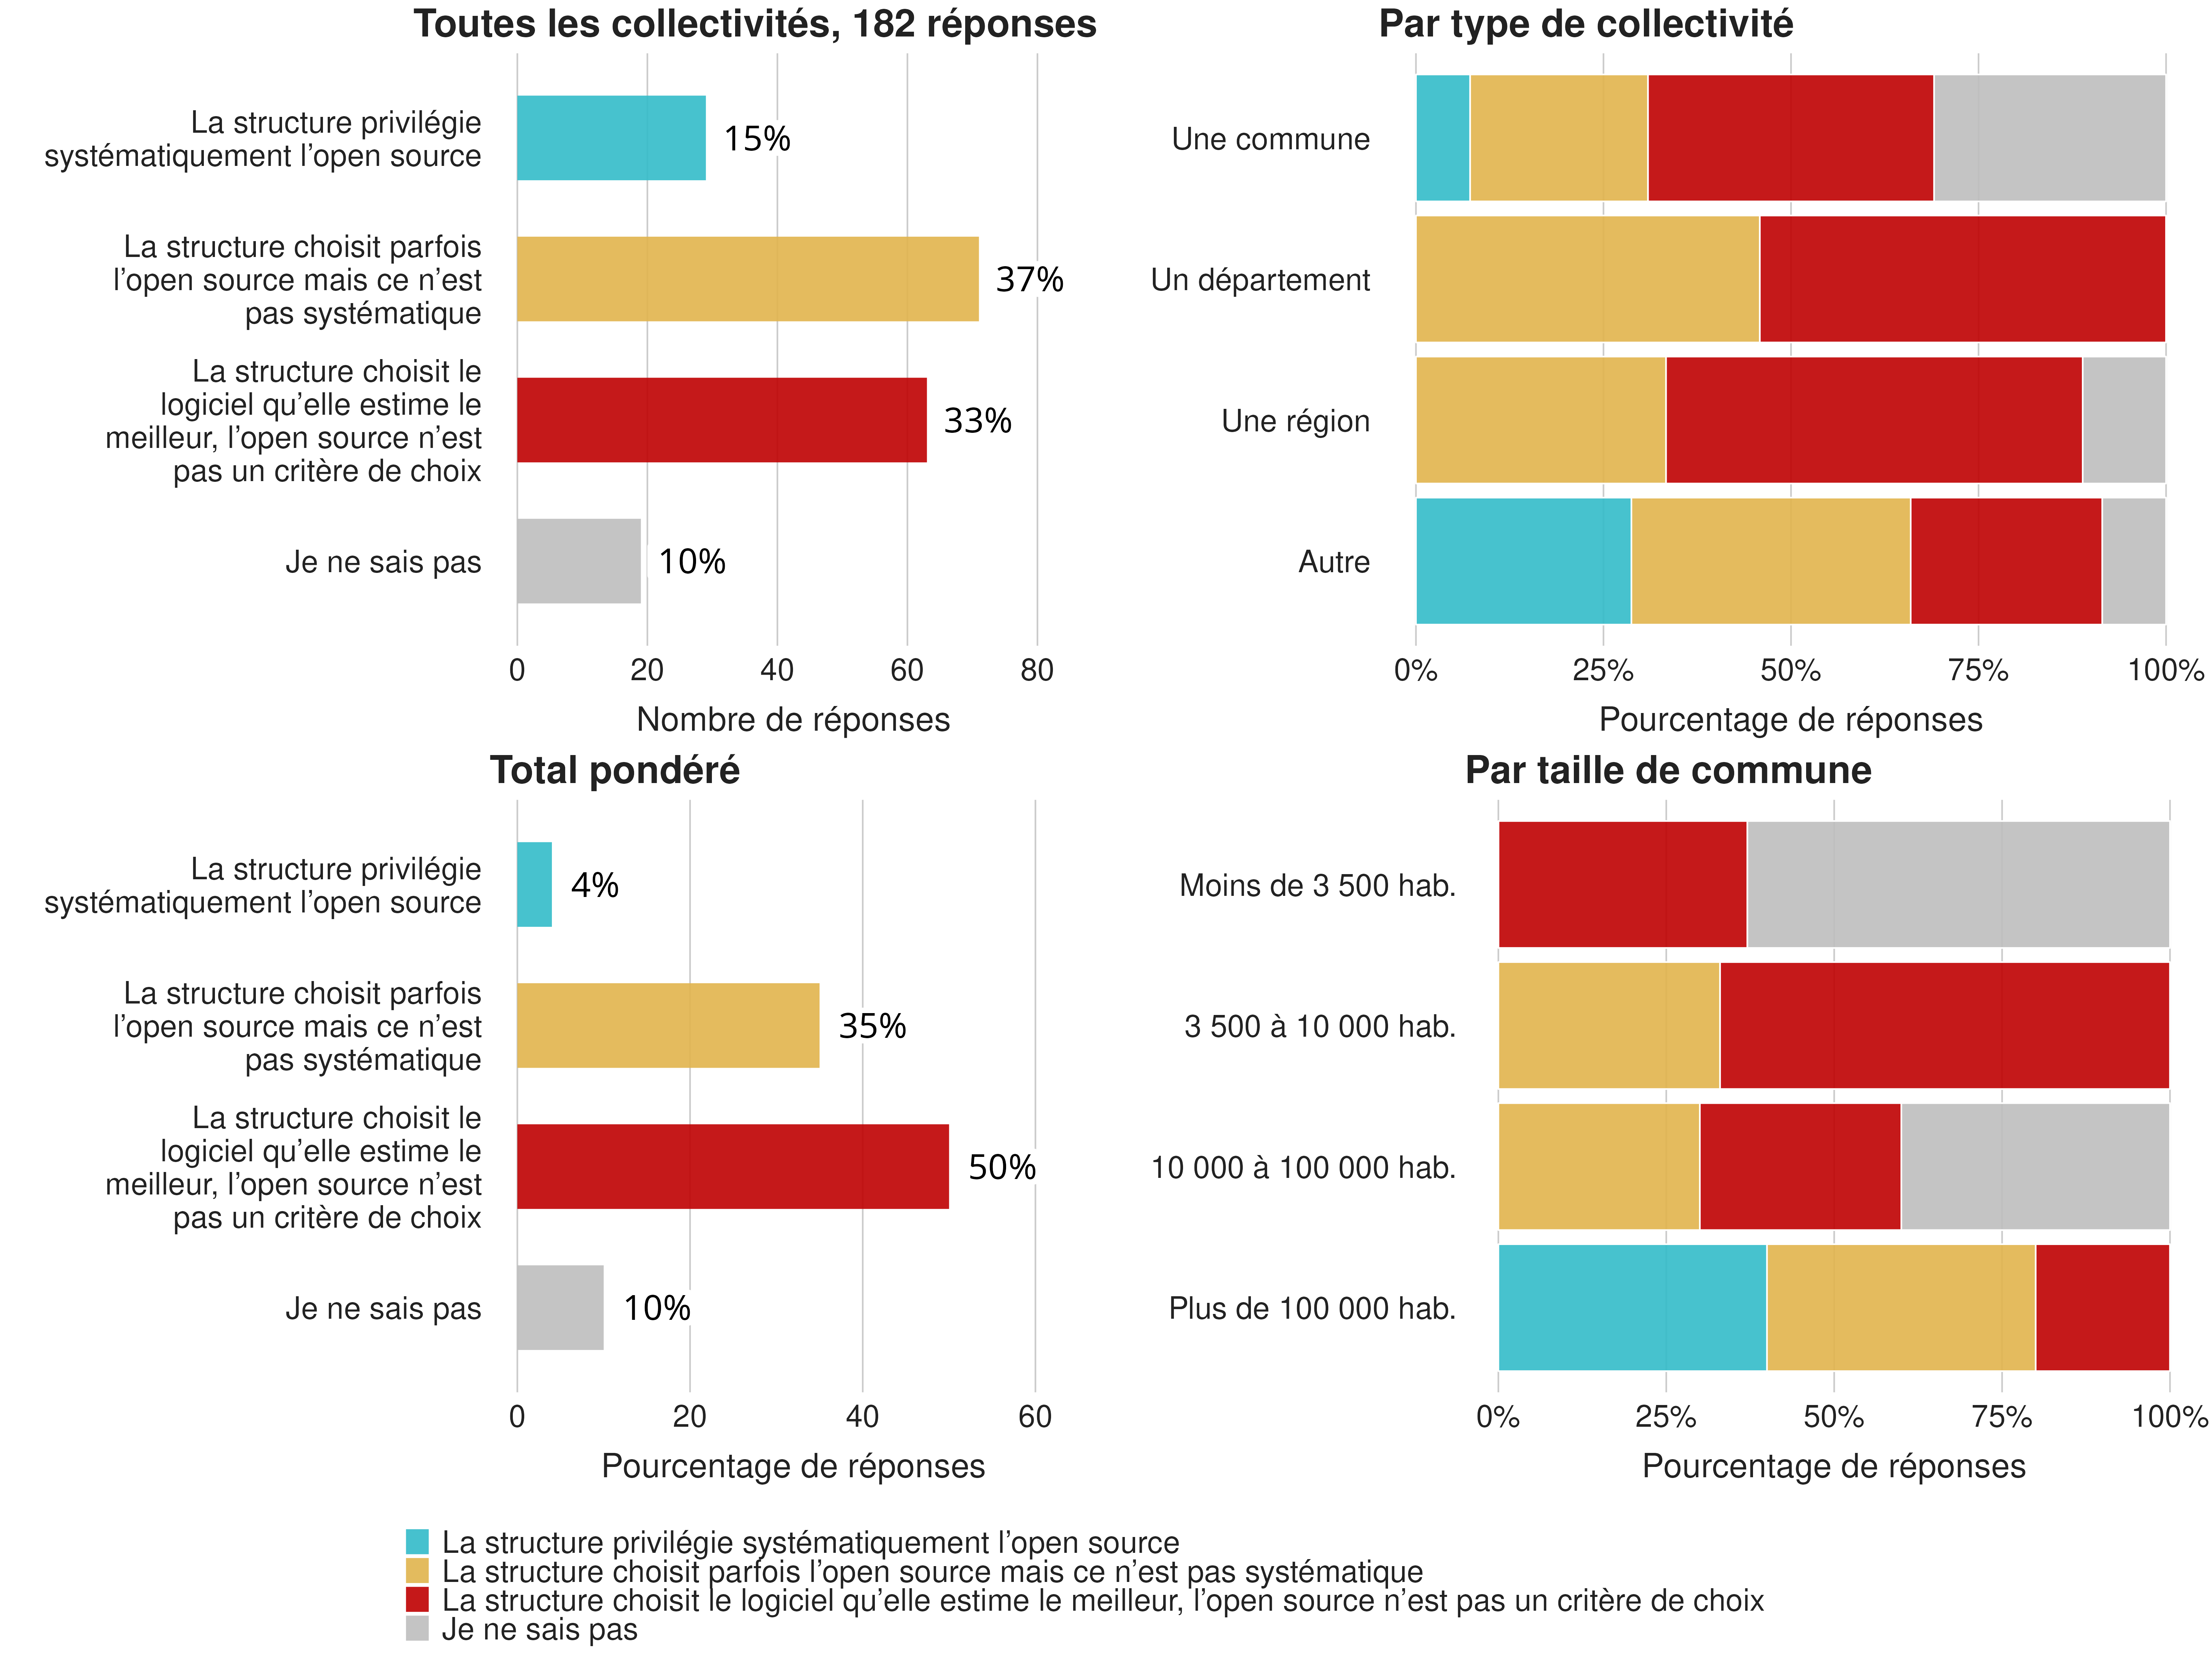 Toutes les collectivités, 182 réponses
La structure privilégie
systématiquement l’open source
15%
La structure choisit parfois
l’open source mais ce n’est
pas systématique
37%
La structure choisit le
logiciel qu’elle estime le
meilleur, l’open source n’est
pas un critère de choix
33%
Je ne sais pas
10%
0 20 40 60 80
Nombre de réponses
Par type de collectivité
Une commune
Un département
Une région
Autre
0% 25% 50% 75% 100%
Pourcentage de réponses
Total pondéré
La structure privilégie
systématiquement l’open source
4%
La structure choisit parfois
l’open source mais ce n’est
pas systématique
35%
La structure choisit le
logiciel qu’elle estime le
meilleur, l’open source n’est
pas un critère de choix
50%
Je ne sais pas
10%
0 20 40 60
Pourcentage de réponses
Par taille de commune
Moins de 3 500 hab.
3 500 à 10 000 hab.
10 000 à 100 000 hab.
Plus de 100 000 hab.
0% 25% 50% 75% 100%
Pourcentage de réponses
La structure privilégie systématiquement l’open source
La structure choisit parfois l’open source mais ce n’est pas systématique
La structure choisit le logiciel qu’elle estime le meilleur, l’open source n’est pas un critère de choix
Je ne sais pas